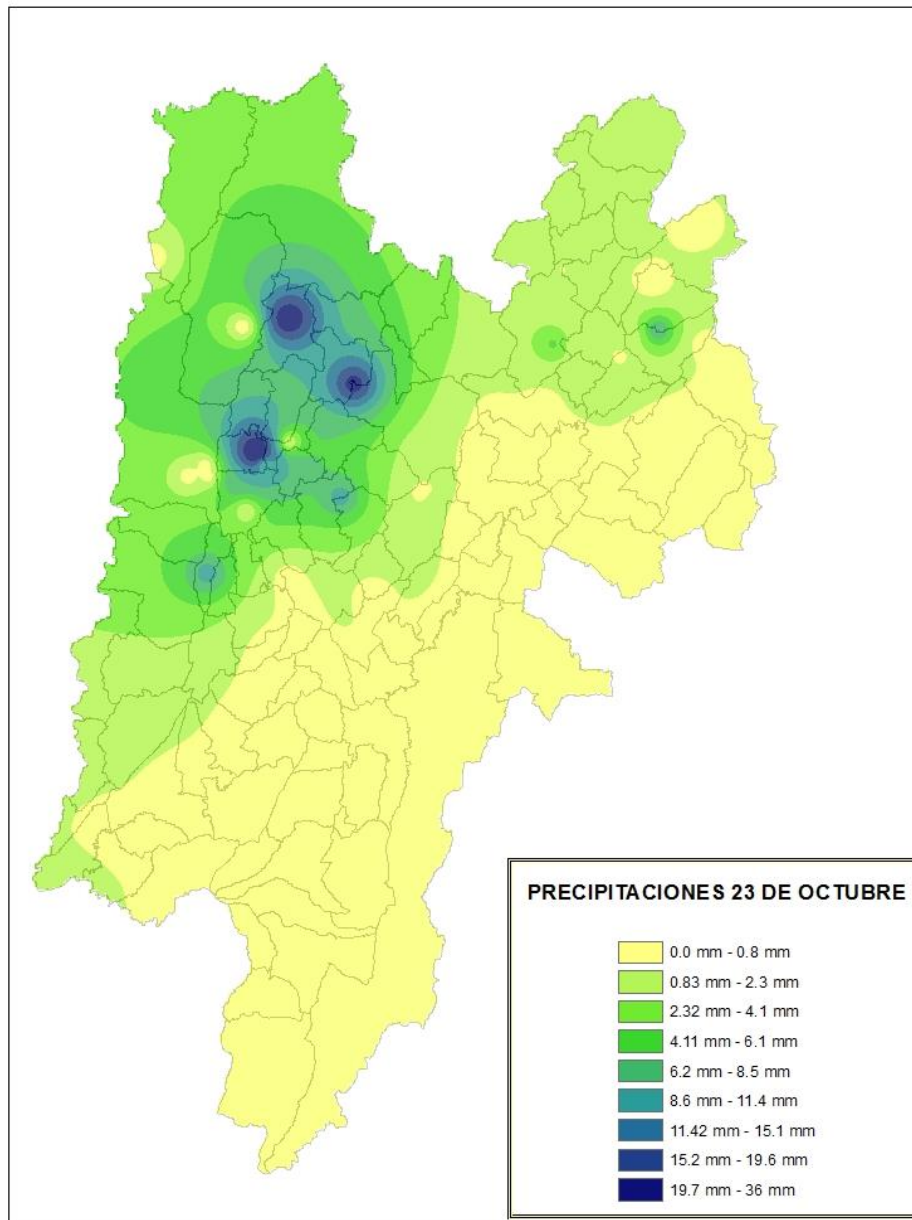 PRECIPITACIONES 23 DE OCTUBRE
0.0 mm - 0.8 mm
0.83 mm - 2.3 mm
2.32 mm - 4.1 mm
4.11 mm - 6.1 mm
6.2 mm - 8.5 mm
8.6 mm - 11.4 mm
11.42 mm - 15.1 mm
15.2 mm - 19.6 mm
19.7 mm - 36 mm